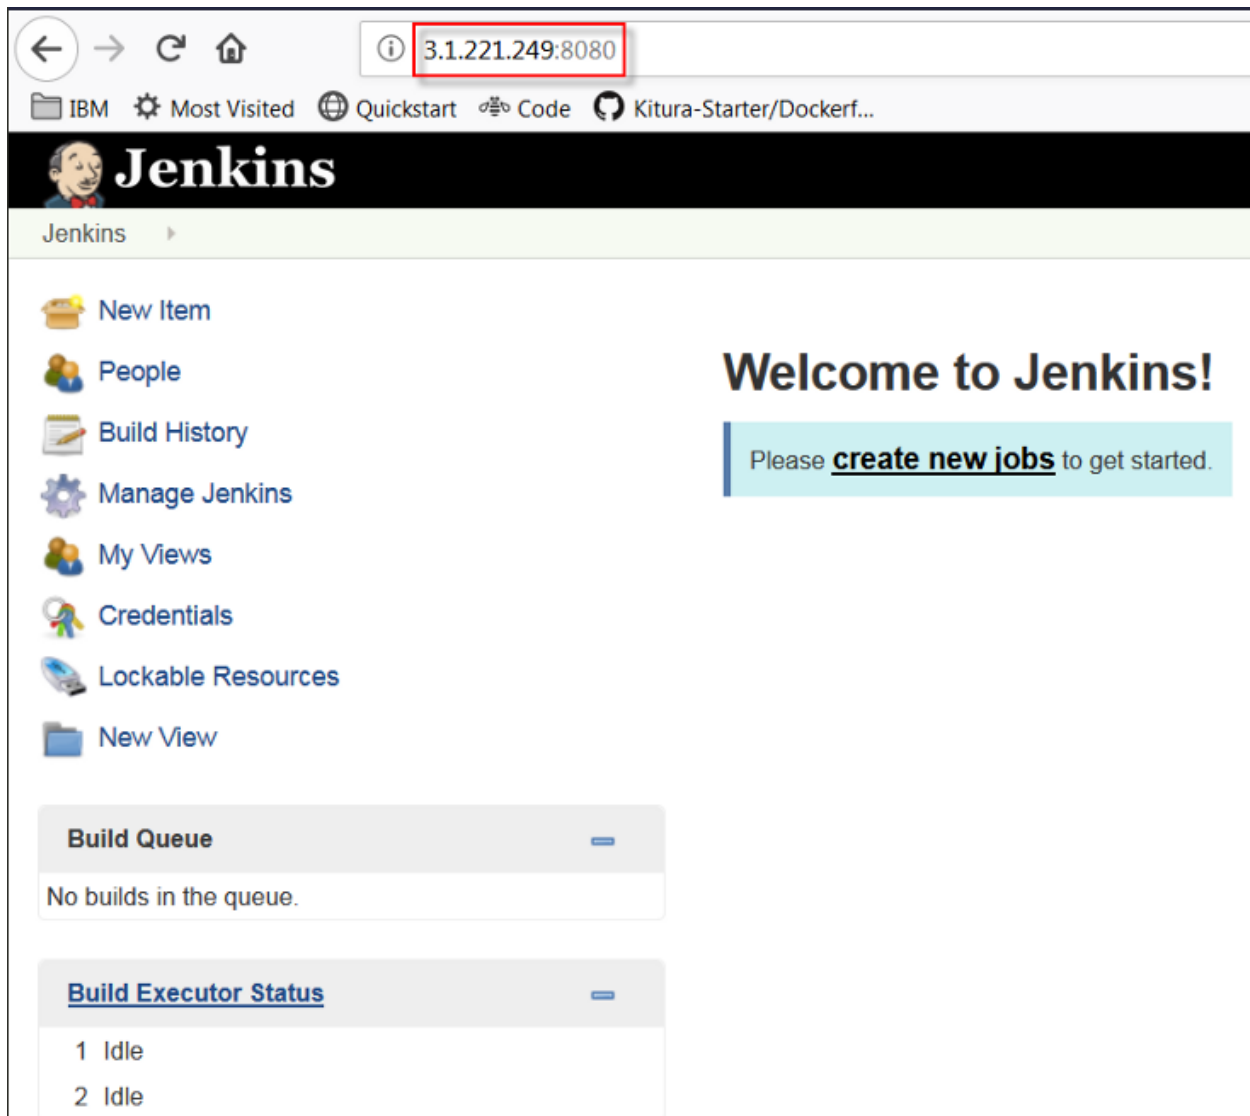 3.1.221.249:8080
IBM Most Visited Quickstart Code Kitura-Starter/Dockerf...
Jenkins
Jenkins
New Item
People
Build History
Manage Jenkins
My Views
Credentials
Lockable Resources
New View
Welcome to Jenkins!
Please create new jobs to get started.
Build Queue
No builds in the queue.
Build Executor Status
1 Idle
2 Idle